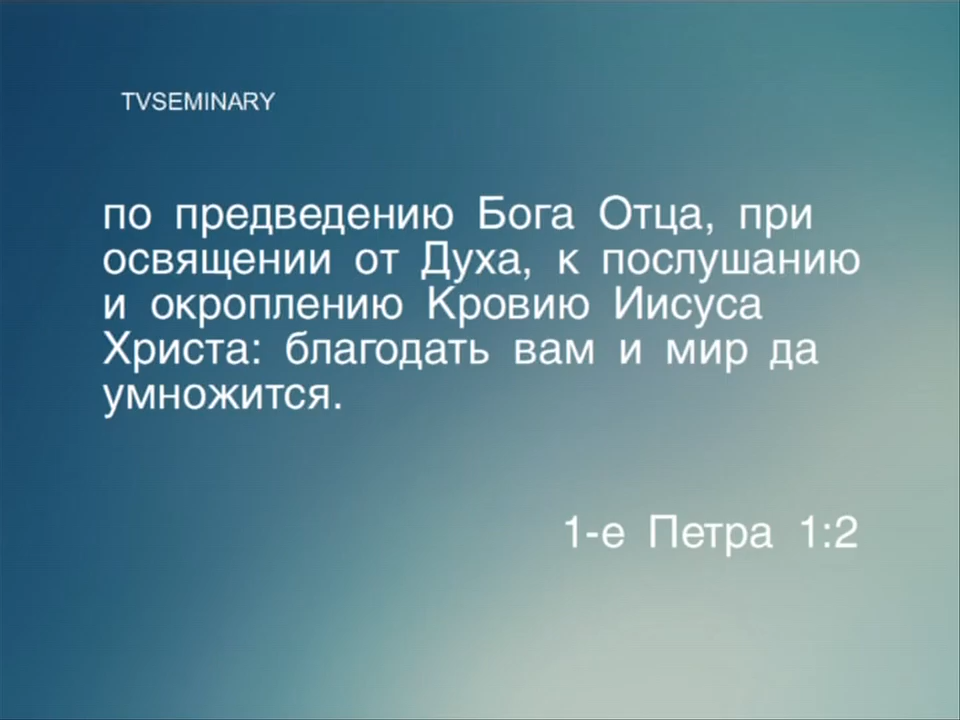 TVSEMINARY
по предведению Бога Отца, при
освящении от Духа, к послушанию
и окроплению Кровию Иисуса
Христа: благодать вам и мир да
умножится.
1-е Петра 1:2